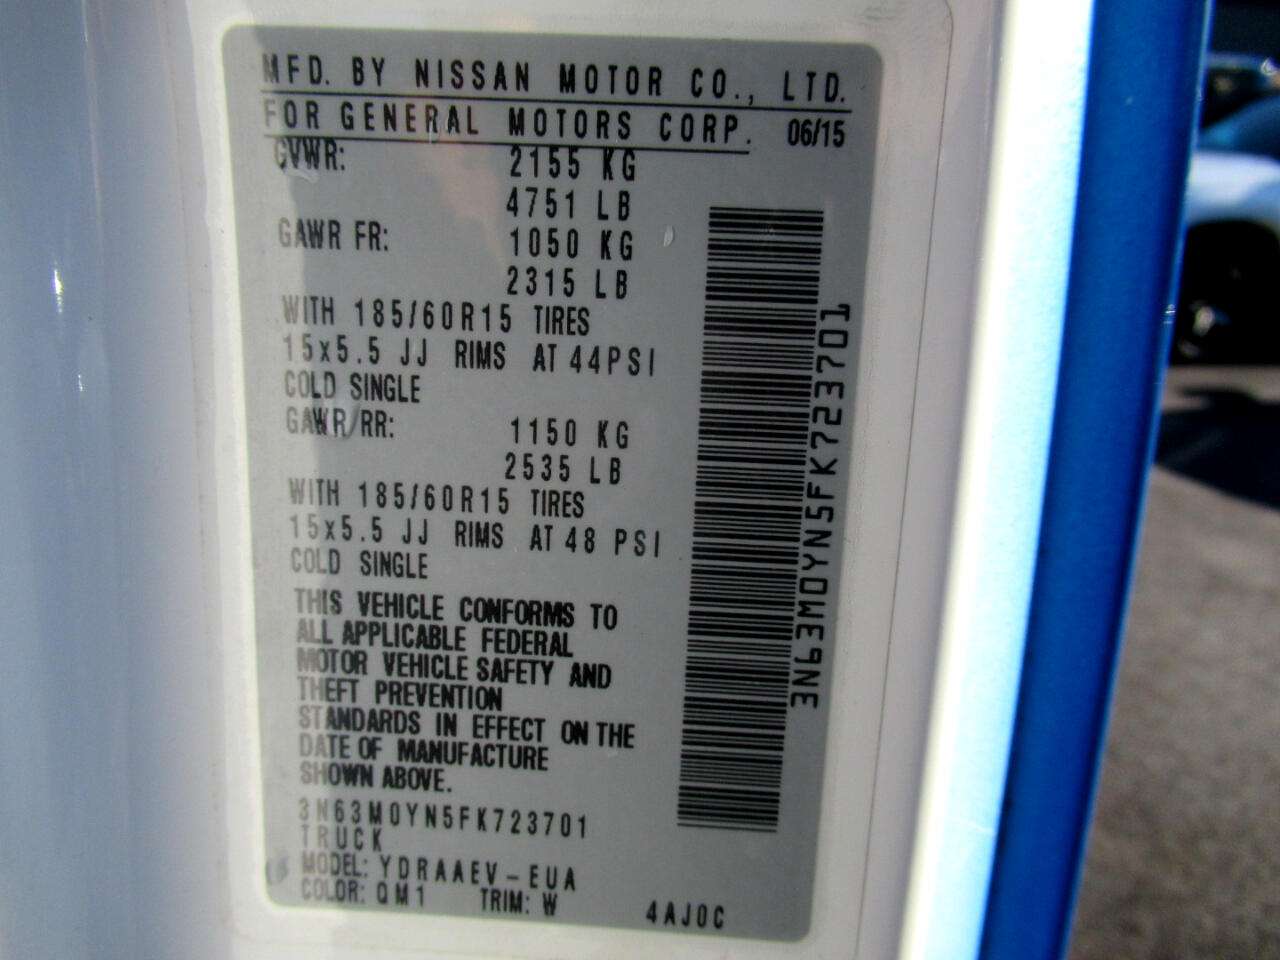 MFD. BY NISSAN MOTOR CO., LTD.
FOR GENERAL MOTORS CORP. 06/15
GVWR: 2155 KG
4751 LB
GAWR FR: 1050 KG
2315 LB
WITH 185/60R15 TIRES
15x5.5 JJ RIMS AT 44PSI
COLD SINGLE
GAWR/RR: 1150 KG
2535 LB
WITH 185/60R15 TIRES
15x5.5 JJ RIMS AT 48 PSI
COLD SINGLE
THIS VEHICLE CONFORMS TO
ALL APPLICABLE FEDERAL
MOTOR VEHICLE SAFETY AND
THEFT PREVENTION
STANDARDS IN EFFECT ON THE
DATE OF MANUFACTURE
SHOWN ABOVE.
3N63M0YN5FK723701
TRUCK
MODEL: YDRAAEV-EUA
COLOR: QM1 TRIM: W 4AJ0C
3N63M0YN5FK723701